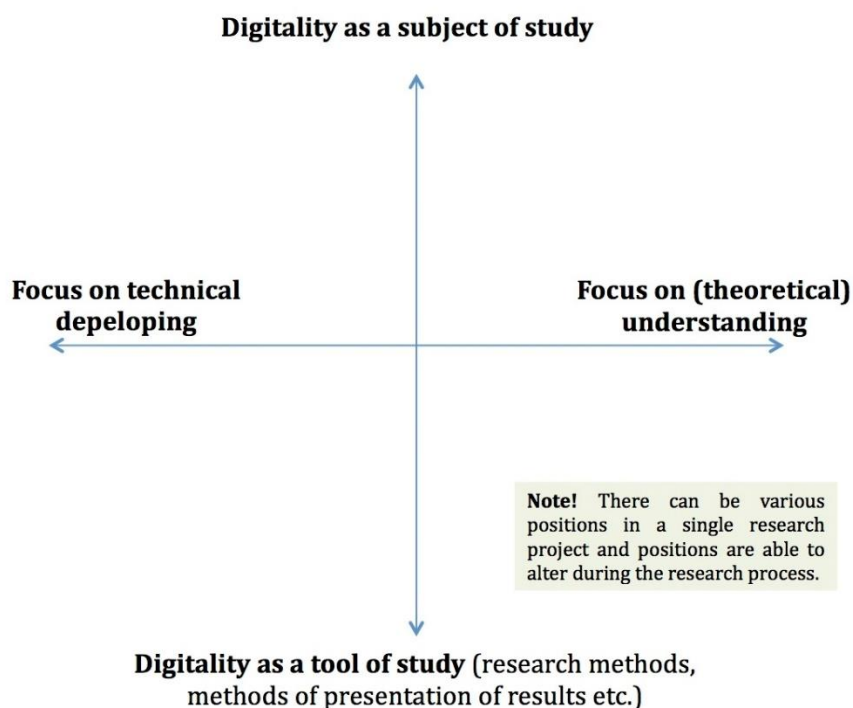 Digitality as a subject of study
Focus on technical
depeloping
Focus on (theoretical)
understanding
Note! There can be various
positions in a single research
project and positions are able to
alter during the research process.
Digitality as a tool of study (research methods,
methods of presentation of results etc.)